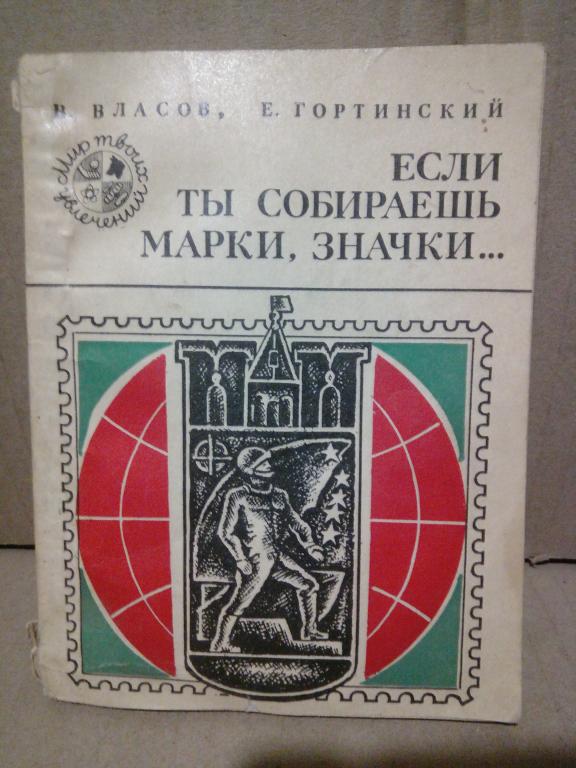 В. ВЛАСОВ, Е. ГОРТИНСКИЙ
Мир твоих
увлечений
ЕСЛИ
ТЫ СОБИРАЕШЬ
МАРКИ, ЗНАЧКИ...